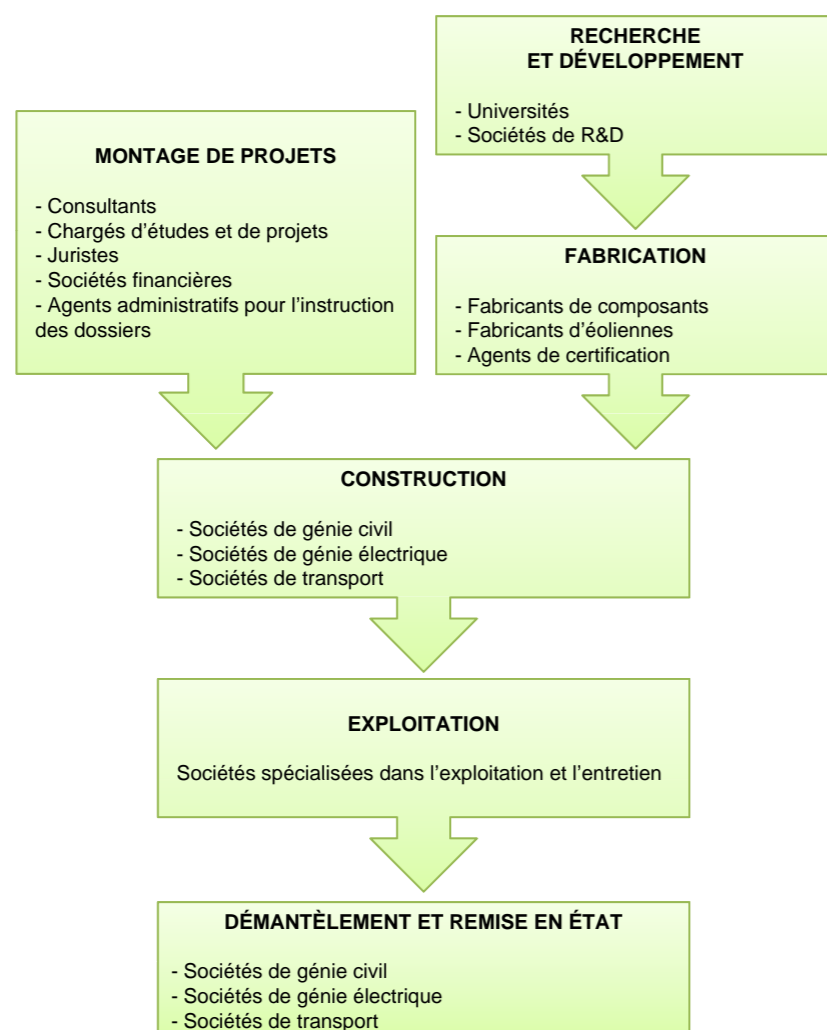 RECHERCHE
ET DÉVELOPPEMENT
- Universités
- Sociétés de R&D
MONTAGE DE PROJETS
- Consultants
- Chargés d’études et de projets
- Juristes
- Sociétés financières
- Agents administratifs pour l’instruction
des dossiers
FABRICATION
- Fabricants de composants
- Fabricants d’éoliennes
- Agents de certification
CONSTRUCTION
- Sociétés de génie civil
- Sociétés de génie électrique
- Sociétés de transport
EXPLOITATION
Sociétés spécialisées dans l’exploitation et l’entretien
DÉMANTÈLEMENT ET REMISE EN ÉTAT
- Sociétés de génie civil
- Sociétés de génie électrique
- Sociétés de transport